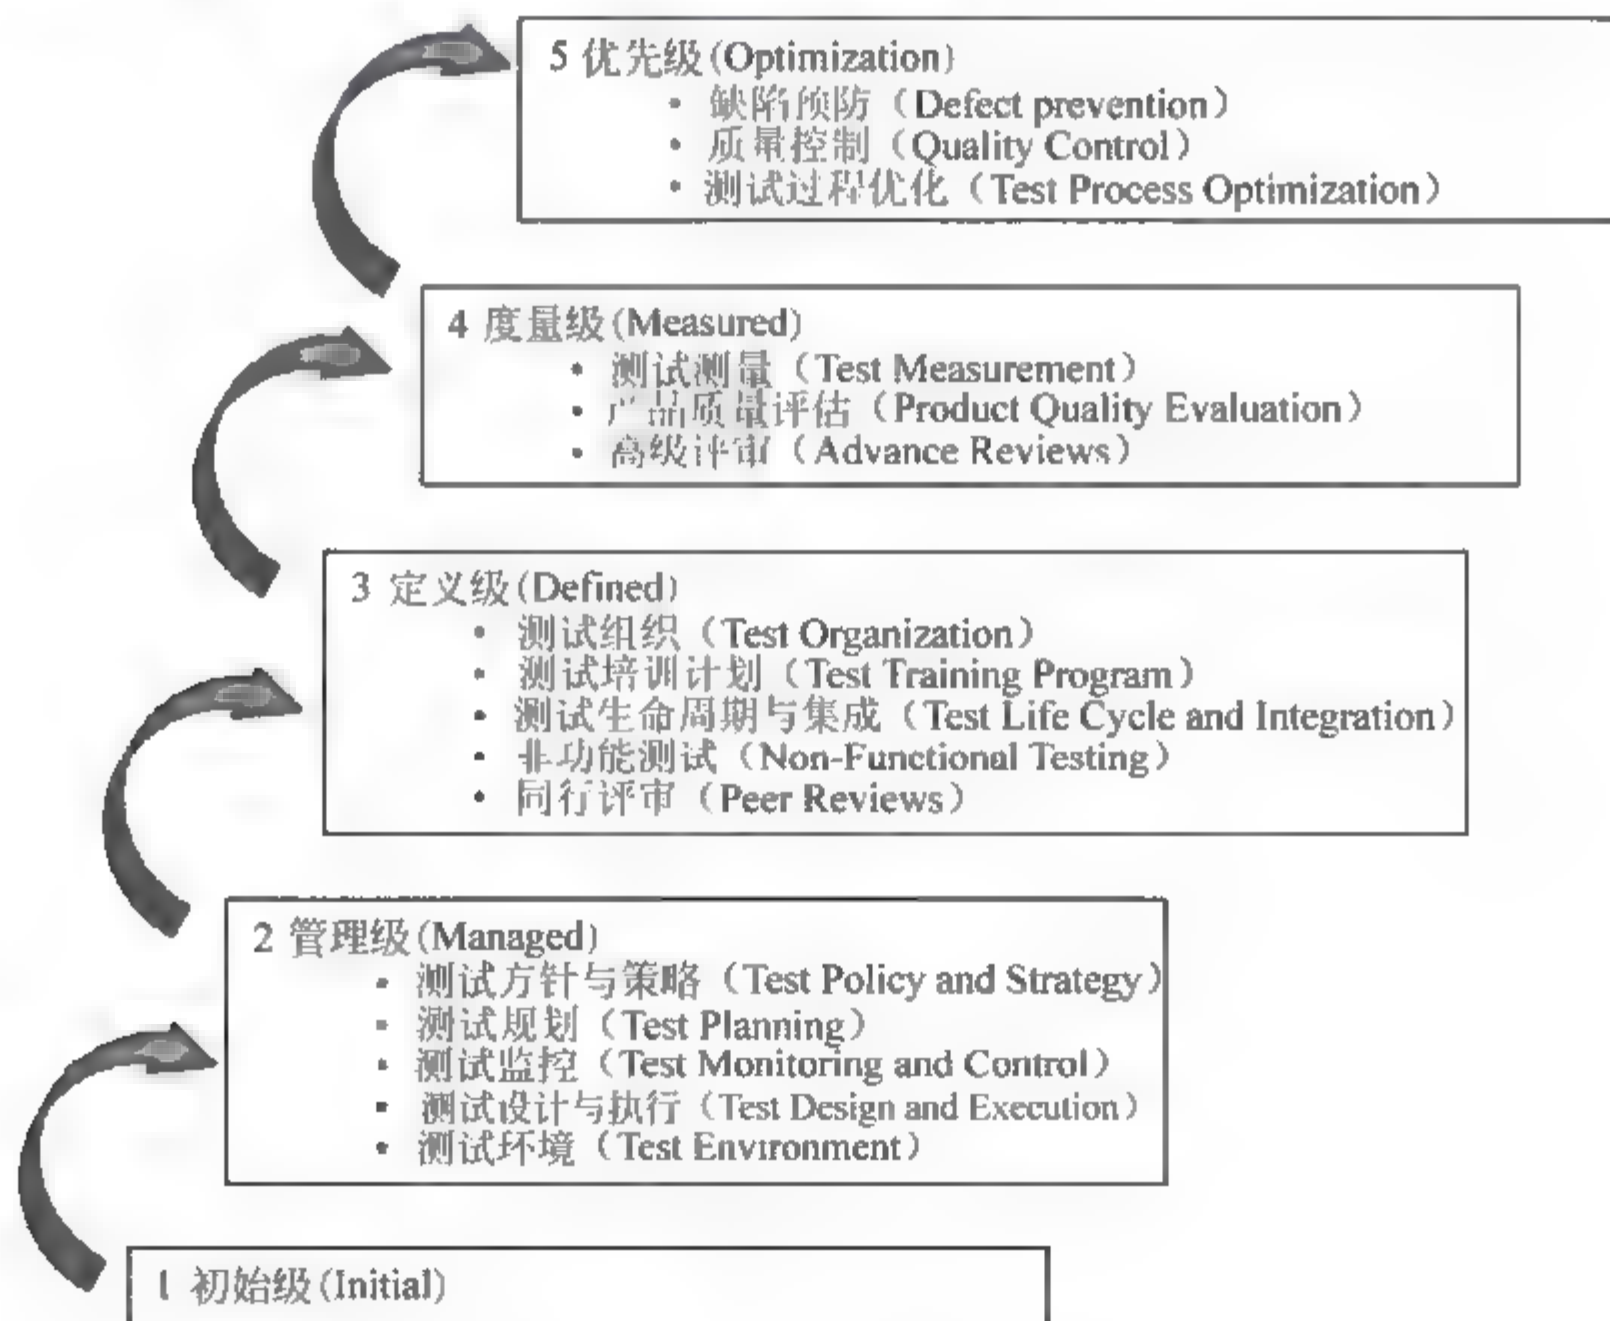 5 优先级(Optimization)
• 缺陷预防（Defect prevention）
• 质量控制（Quality Control）
• 测试过程优化（Test Process Optimization）
4 度量级(Measured)
• 测试测量（Test Measurement）
• 产品质量评估（Product Quality Evaluation）
• 高级评审（Advance Reviews）
3 定义级(Defined)
• 测试组织（Test Organization）
• 测试培训计划（Test Training Program）
• 测试生命周期与集成（Test Life Cycle and Integration）
• 非功能测试（Non-Functional Testing）
• 同行评审（Peer Reviews）
2 管理级(Managed)
• 测试方针与策略（Test Policy and Strategy）
• 测试规划（Test Planning）
• 测试监控（Test Monitoring and Control）
• 测试设计与执行（Test Design and Execution）
• 测试环境（Test Environment）
1 初始级(Initial)